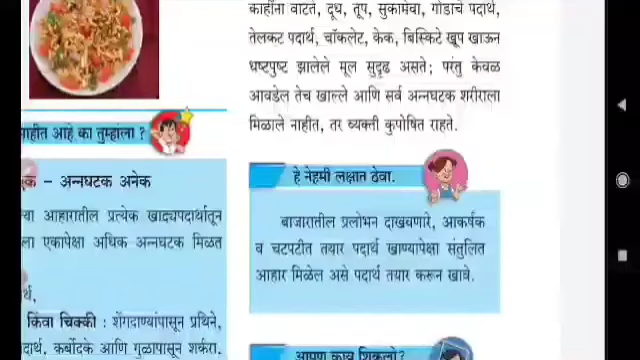 काहींना वाटते, दूध, तूप, सुकामेवा, गोडाचे पदार्थ,
तेलकट पदार्थ, चॉकलेट, केक, बिस्किटे खूप खाऊन
धष्टपुष्ट झालेले मूल सुदृढ असते; परंतु केवळ
आवडेल तेच खाल्ले आणि सर्व अन्नघटक शरीराला
मिळाले नाहीत, तर व्यक्ती कुपोषित राहते.
आहे का तुम्हांला ?
– अन्नघटक अनेक
आहारातील प्रत्येक खाद्यपदार्थातून
एकापेक्षा अधिक अन्नघटक मिळत
किंवा चिक्की : शेंगदाण्यांपासून प्रथिने,
कर्बोदके आणि गुळापासून शर्करा.
हे नेहमी लक्षात ठेवा.
बाजारातील प्रलोभन दाखवणारे, आकर्षक
व चटपटीत तयार पदार्थ खाण्यापेक्षा संतुलित
आहार मिळेल असे पदार्थ तयार करून खावे.
आपण काय शिकलो?